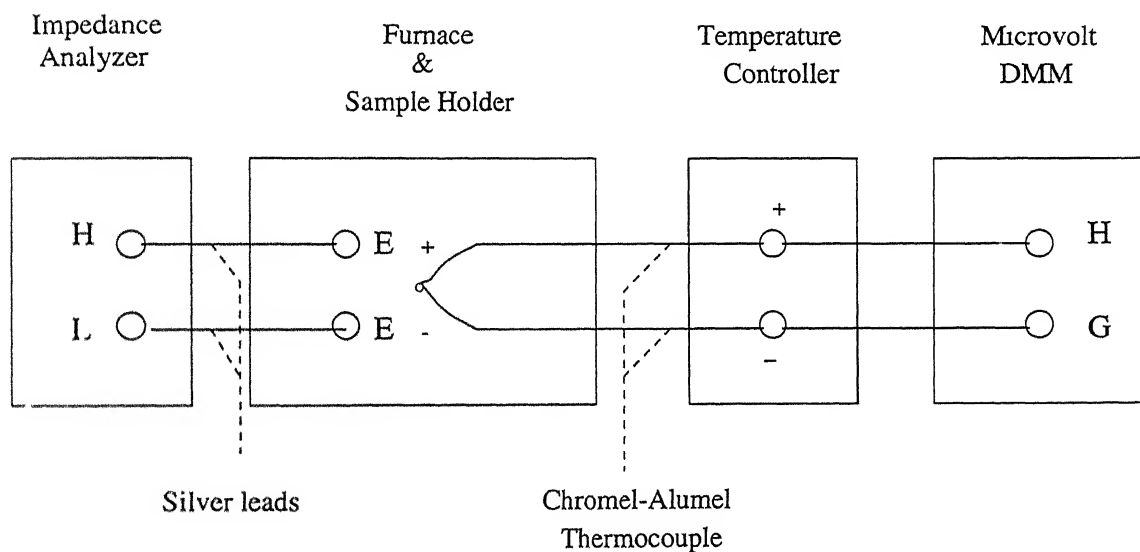 Impedance
Analyzer
Furnace
&
Sample Holder
Temperature
Controller
Microvolt
DMM
H
E
+
+
H
L
E
-
−
G
Silver leads
Chromel-Alumel
Thermocouple